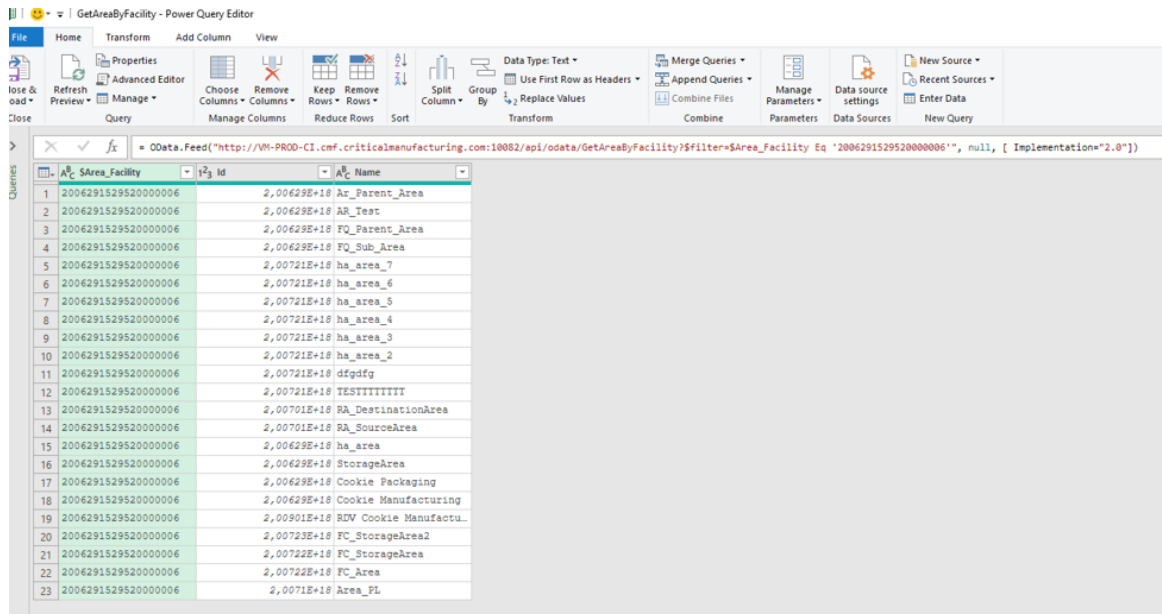 GetAreaByFacility - Power Query Editor
File Home Transform Add Column View
Properties Data Type: Text Merge Queries New Source
Advanced Editor Use First Row as Headers Append Queries Recent Sources
Refresh Preview Manage Choose Columns Remove Columns Keep Rows Remove Rows Split Column Group By Replace Values Combine Files Manage Parameters Data source settings Enter Data
Close Query Manage Columns Reduce Rows Sort Transform Combine Parameters Data Sources New Query
fx = OData.Feed("http://VM-PROD-CI.cmf.criticalmanufacturing.com:10082/api/odata/GetAreaByFacility?$filter=$Area_Facility Eq '2006291529520000006'", null, [ Implementation="2.0"])
Queries
ABC $Area_Facility 123 Id ABC Name
1 2006291529520000006 2,00629E+18 Ar_Parent_Area
2 2006291529520000006 2,00629E+18 AR_Test
3 2006291529520000006 2,00629E+18 FQ_Parent_Area
4 2006291529520000006 2,00629E+18 FQ_Sub_Area
5 2006291529520000006 2,00721E+18 ha_area_7
6 2006291529520000006 2,00721E+18 ha_area_6
7 2006291529520000006 2,00721E+18 ha_area_5
8 2006291529520000006 2,00721E+18 ha_area_4
9 2006291529520000006 2,00721E+18 ha_area_3
10 2006291529520000006 2,00721E+18 ha_area_2
11 2006291529520000006 2,00721E+18 dfgdfg
12 2006291529520000006 2,00721E+18 TESTTTTTTTT
13 2006291529520000006 2,00701E+18 RA_DestinationArea
14 2006291529520000006 2,00701E+18 RA_SourceArea
15 2006291529520000006 2,00629E+18 ha_area
16 2006291529520000006 2,00629E+18 StorageArea
17 2006291529520000006 2,00629E+18 Cookie Packaging
18 2006291529520000006 2,00629E+18 Cookie Manufacturing
19 2006291529520000006 2,00901E+18 RDV Cookie Manufactu...
20 2006291529520000006 2,00723E+18 FC_StorageArea2
21 2006291529520000006 2,00722E+18 FC_StorageArea
22 2006291529520000006 2,00722E+18 FC_Area
23 2006291529520000006 2,0071E+18 Area_PL